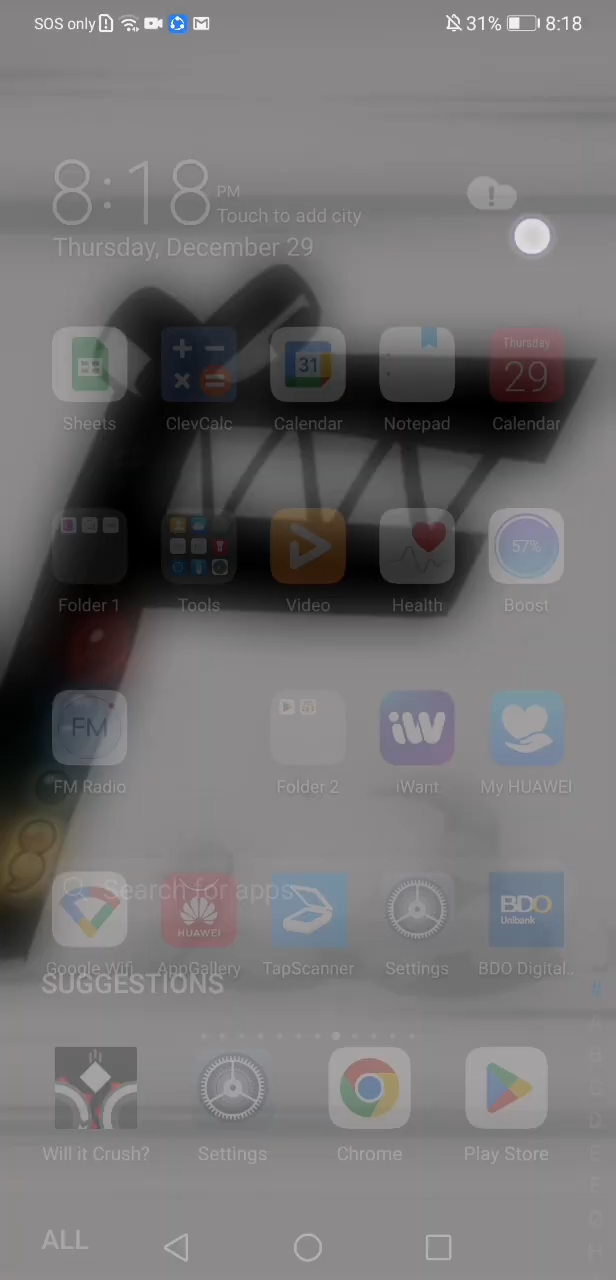 SOS only 31% 8:18
8:18 PM
Touch to add city
Thursday, December 29
31 Thursday 29
Sheets ClevCalc Calendar Notepad Calendar
57%
Folder 1 Tools Video Health Boost
FM iW
FM Radio Folder 2 iWant My HUAWEI
Search for apps
HUAWEI BDO Unibank
Google Wifi AppGallery TapScanner Settings BDO Digital..
SUGGESTIONS
#
Will it Crush? Settings Chrome Play Store
ALL